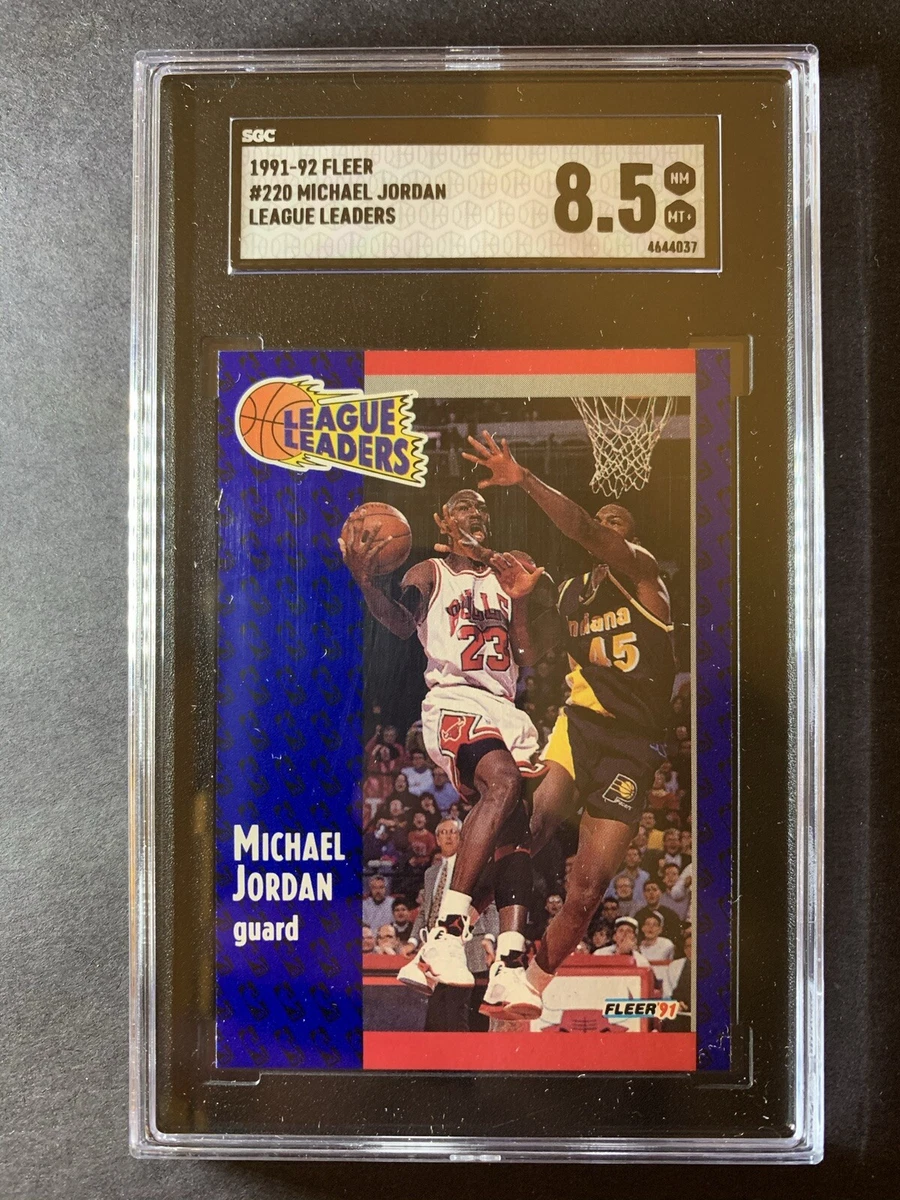 SGC
1991-92 FLEER
#220 MICHAEL JORDAN
LEAGUE LEADERS
8.5
NM
MT+
4644037
LEAGUE
LEADERS
BULLS
23
ndiana
45
MICHAEL
JORDAN
guard
FLEER '91